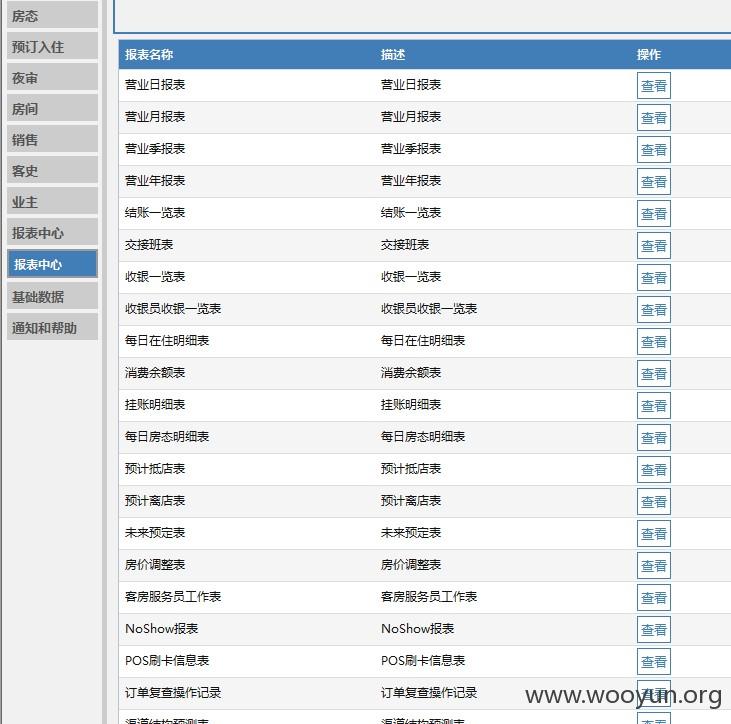 房态
预订入住
夜审
房间
销售
客史
业主
报表中心
报表中心
基础数据
通知和帮助
报表名称 描述 操作
营业日报表 营业日报表 查看
营业月报表 营业月报表 查看
营业季报表 营业季报表 查看
营业年报表 营业年报表 查看
结账一览表 结账一览表 查看
交接班表 交接班表 查看
收银一览表 收银一览表 查看
收银员收银一览表 收银员收银一览表 查看
每日在住明细表 每日在住明细表 查看
消费余额表 消费余额表 查看
挂账明细表 挂账明细表 查看
每日房态明细表 每日房态明细表 查看
预计抵店表 预计抵店表 查看
预计离店表 预计离店表 查看
未来预定表 未来预定表 查看
房价调整表 房价调整表 查看
客房服务员工作表 客房服务员工作表 查看
NoShow报表 NoShow报表 查看
POS刷卡信息表 POS刷卡信息表 查看
订单复查操作记录 订单复查操作记录 查看
www.wooyun.org